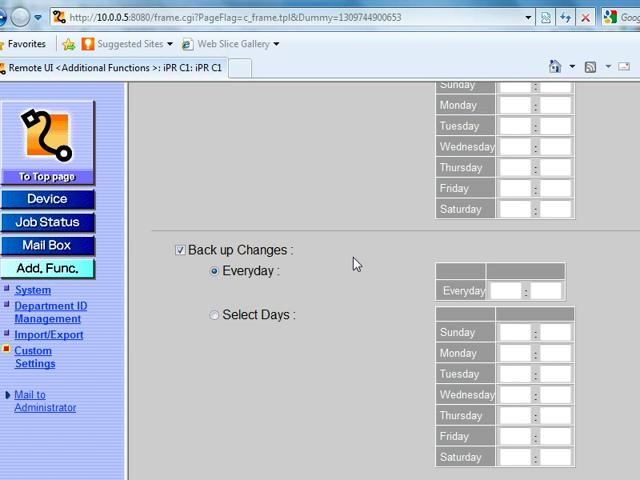 http://10.0.0.5:8080/frame.cgi?PageFlag=c_frame.tpl&Dummy=1309744900653
Goo
Favorites
Suggested Sites
Web Slice Gallery
Remote UI <Additional Functions >: iPR C1: iPR C1
To Top page
Device
Job Status
Mail Box
Add. Func.
System
Department ID
Management
Import/Export
Custom
Settings
Mail to
Administrator
Sunday
Monday :
Tuesday :
Wednesday :
Thursday :
Friday :
Saturday :
Back up Changes :
Everyday :
Everyday :
Select Days :
Sunday :
Monday :
Tuesday :
Wednesday :
Thursday :
Friday :
Saturday :